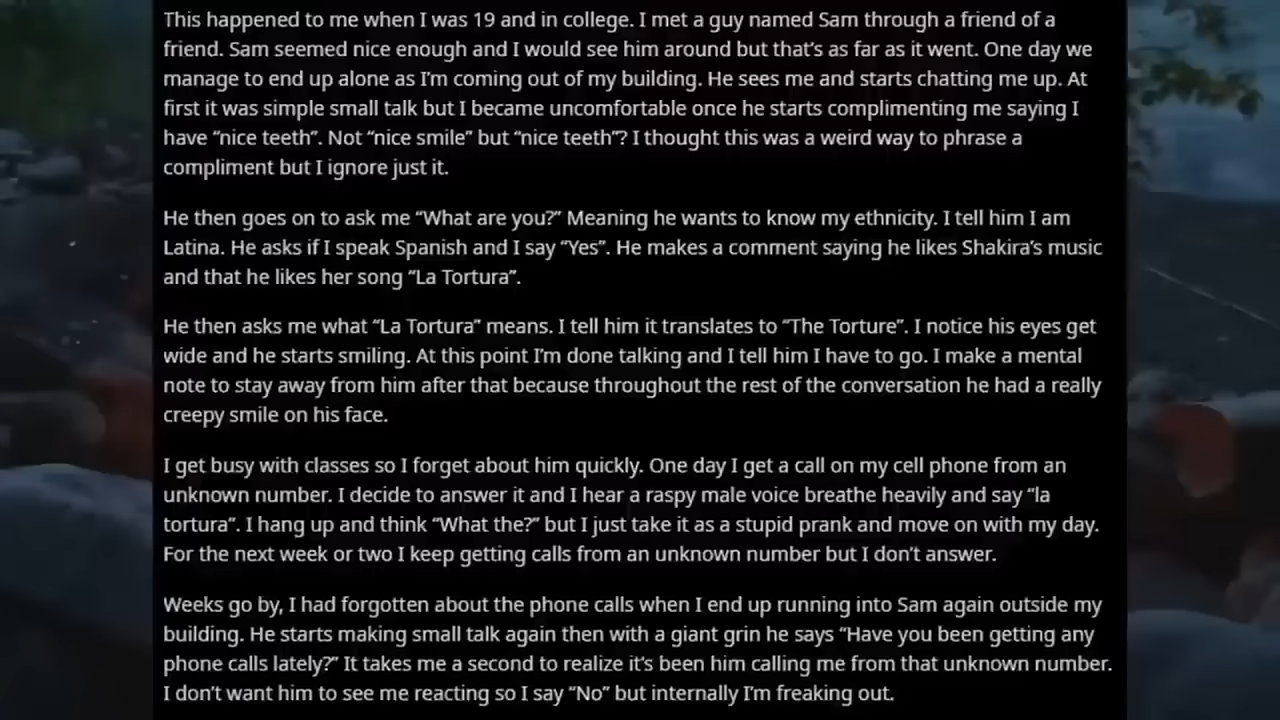 This happened to me when I was 19 and in college. I met a guy named Sam through a friend of a
friend. Sam seemed nice enough and I would see him around but that’s as far as it went. One day we
manage to end up alone as I’m coming out of my building. He sees me and starts chatting me up. At
first it was simple small talk but I became uncomfortable once he starts complimenting me saying I
have “nice teeth”. Not “nice smile” but “nice teeth”? I thought this was a weird way to phrase a
compliment but I ignore just it.
He then goes on to ask me “What are you?” Meaning he wants to know my ethnicity. I tell him I am
Latina. He asks if I speak Spanish and I say “Yes”. He makes a comment saying he likes Shakira’s music
and that he likes her song “La Tortura”.
He then asks me what “La Tortura” means. I tell him it translates to “The Torture”. I notice his eyes get
wide and he starts smiling. At this point I’m done talking and I tell him I have to go. I make a mental
note to stay away from him after that because throughout the rest of the conversation he had a really
creepy smile on his face.
I get busy with classes so I forget about him quickly. One day I get a call on my cell phone from an
unknown number. I decide to answer it and I hear a raspy male voice breathe heavily and say “la
tortura”. I hang up and think “What the?” but I just take it as a stupid prank and move on with my day.
For the next week or two I keep getting calls from an unknown number but I don’t answer.
Weeks go by, I had forgotten about the phone calls when I end up running into Sam again outside my
building. He starts making small talk again then with a giant grin he says “Have you been getting any
phone calls lately?” It takes me a second to realize it’s been him calling me from that unknown number.
I don’t want him to see me reacting so I say “No” but internally I’m freaking out.